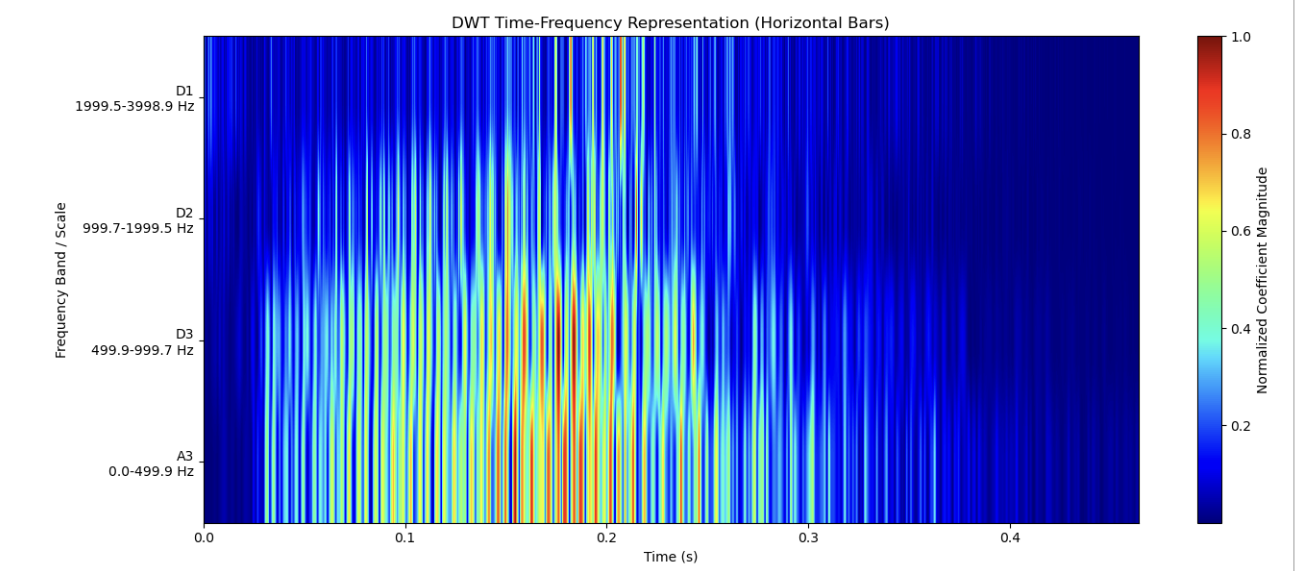 DWT Time-Frequency Representation (Horizontal Bars)
D1
1999.5-3998.9 Hz
D2
999.7-1999.5 Hz
D3
499.9-999.7 Hz
A3
0.0-499.9 Hz
Frequency Band / Scale
0.0
0.1
0.2
0.3
0.4
Time (s)
1.0
0.8
0.6
0.4
0.2
Normalized Coefficient Magnitude